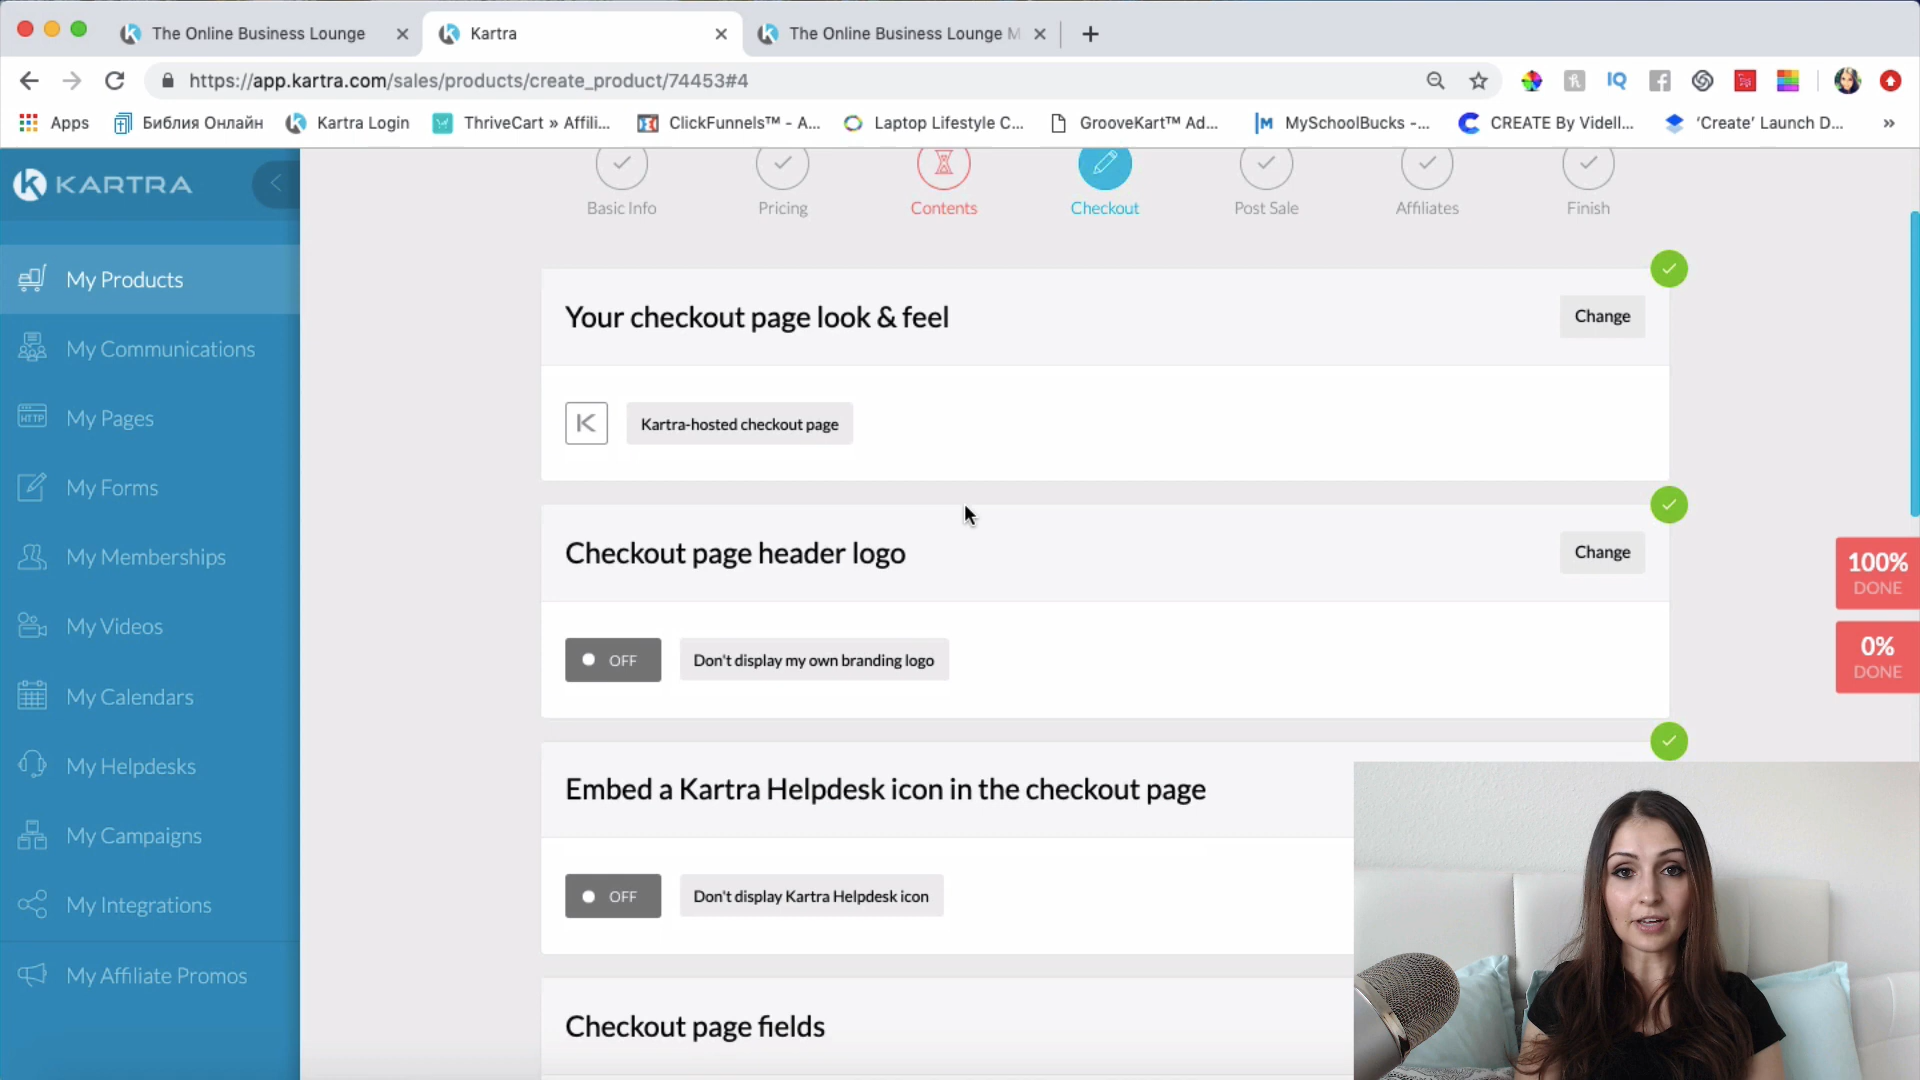 The Online Business Lounge
Kartra
The Online Business Lounge M
https://app.kartra.com/sales/products/create_product/74453#4
Apps
Библия Онлайн
Kartra Login
ThriveCart » Affili...
ClickFunnels™ - A...
Laptop Lifestyle C...
GrooveKart™ Ad...
MySchoolBucks -...
CREATE By Videll...
‘Create’ Launch D...
»
KARTRA
Basic Info
Pricing
Contents
Checkout
Post Sale
Affiliates
Finish
My Products
My Communications
My Pages
My Forms
My Memberships
My Videos
My Calendars
My Helpdesks
My Campaigns
My Integrations
My Affiliate Promos
Your checkout page look & feel
Change
Kartra-hosted checkout page
Checkout page header logo
Change
OFF
Don't display my own branding logo
Embed a Kartra Helpdesk icon in the checkout page
OFF
Don't display Kartra Helpdesk icon
Checkout page fields
100%
DONE
0%
DONE